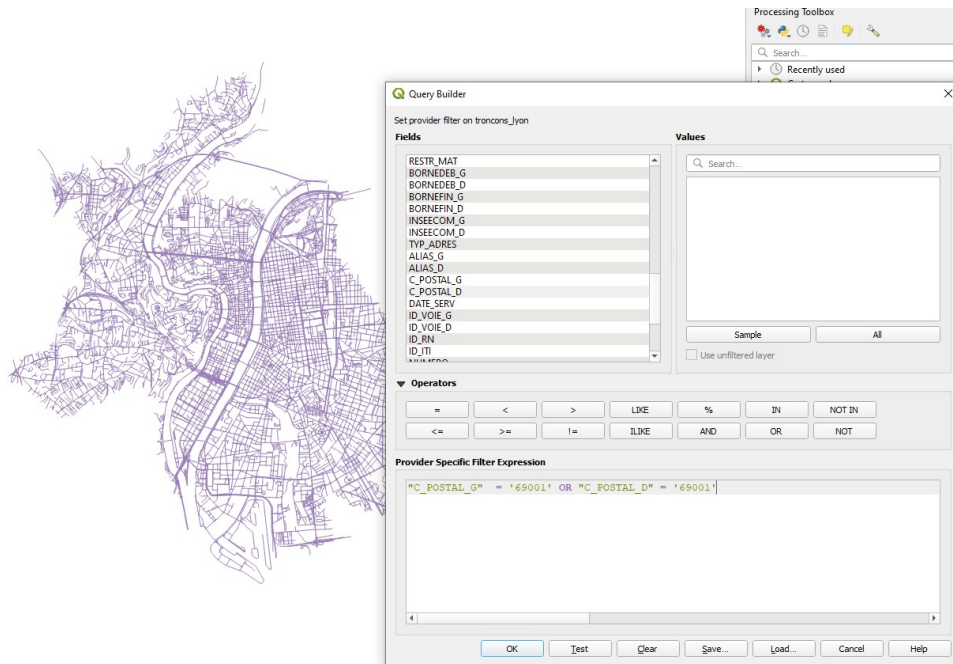 Processing Toolbox
Search...
Recently used
Query Builder
Set provider filter on troncons_lyon
Fields
Values
RESTR_MAT
BORNEDEB_G
BORNEDEB_D
BORNEFIN_G
BORNEFIN_D
INSEECOM_G
INSEECOM_D
TYP_ADRES
ALIAS_G
ALIAS_D
C_POSTAL_G
C_POSTAL_D
DATE_SERV
ID_VOIE_G
ID_VOIE_D
ID_RN
ID_ITI
Search...
Sample
All
Use unfiltered layer
Operators
= < > LIKE % IN NOT IN
<= >= != ILIKE AND OR NOT
Provider Specific Filter Expression
"C_POSTAL_G" = '69001' OR "C_POSTAL_D" = '69001'
OK Test Clear Save... Load... Cancel Help